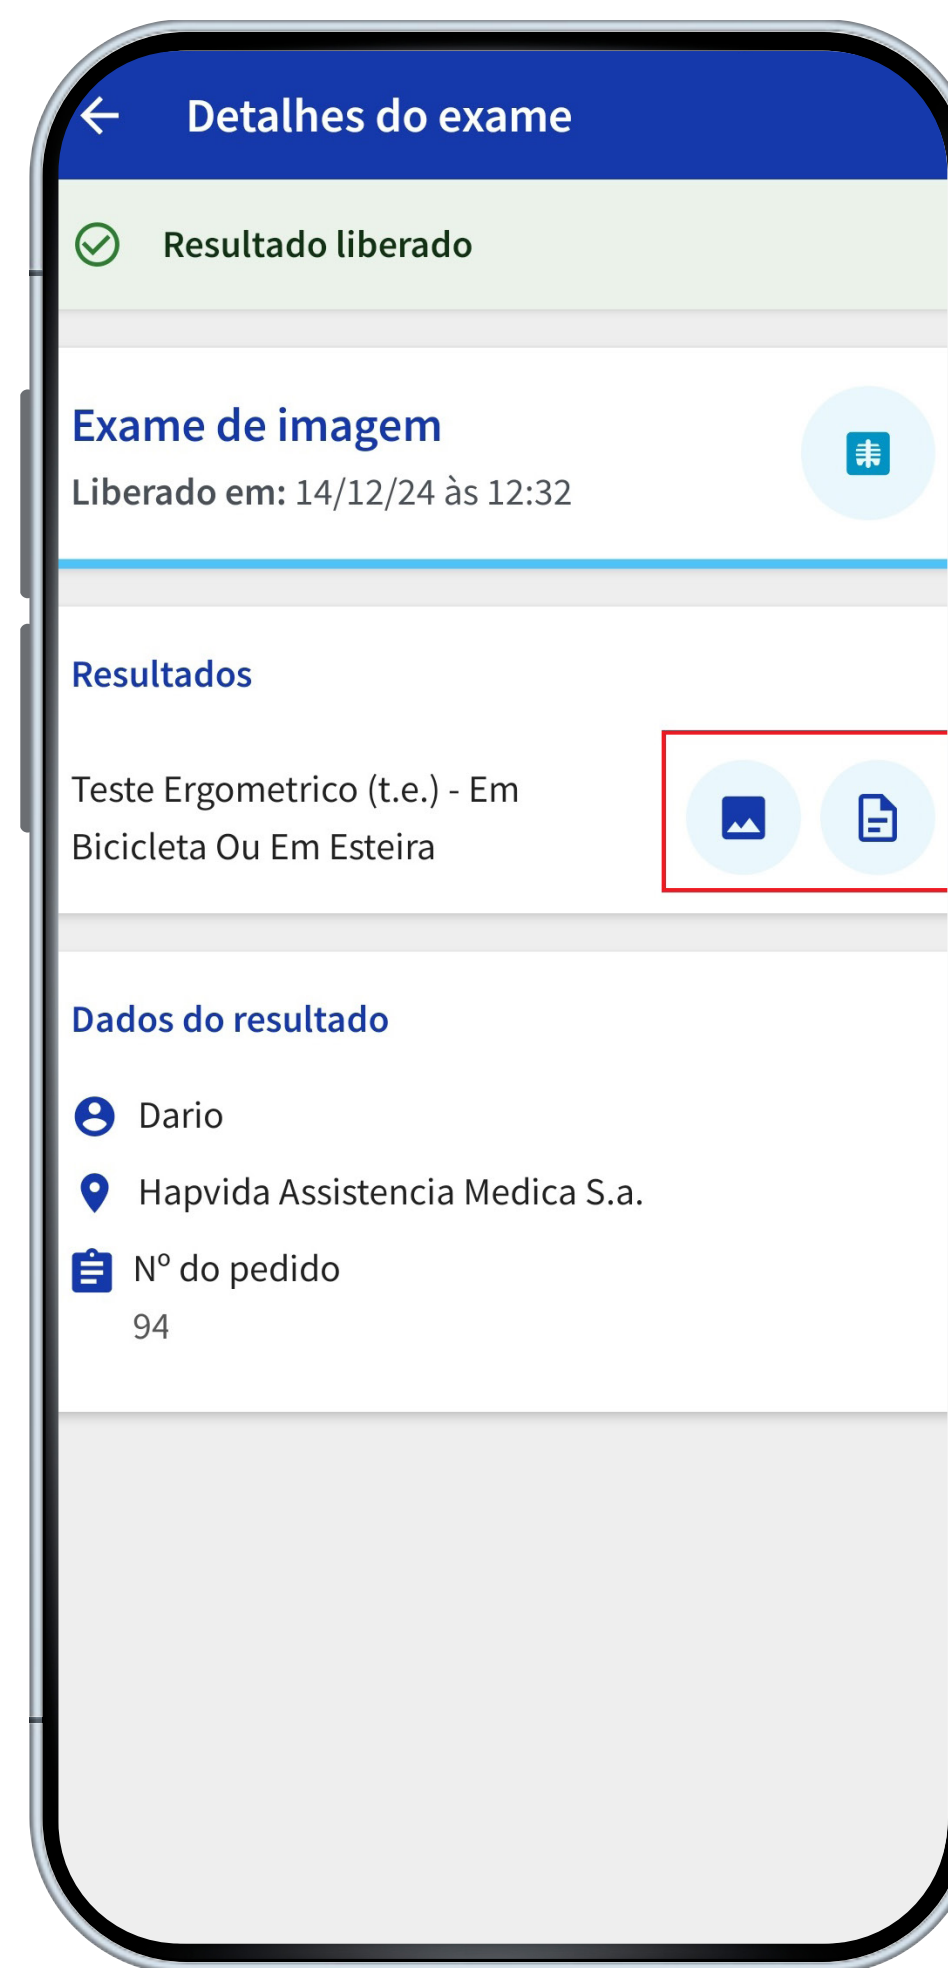 Detalhes do exame
Resultado liberado
Exame de imagem
Liberado em: 14/12/24 às 12:32
Resultados
Teste Ergometrico (t.e.) - Em
Bicicleta Ou Em Esteira
Dados do resultado
Dario
Hapvida Assistencia Medica S.a.
Nº do pedido
94